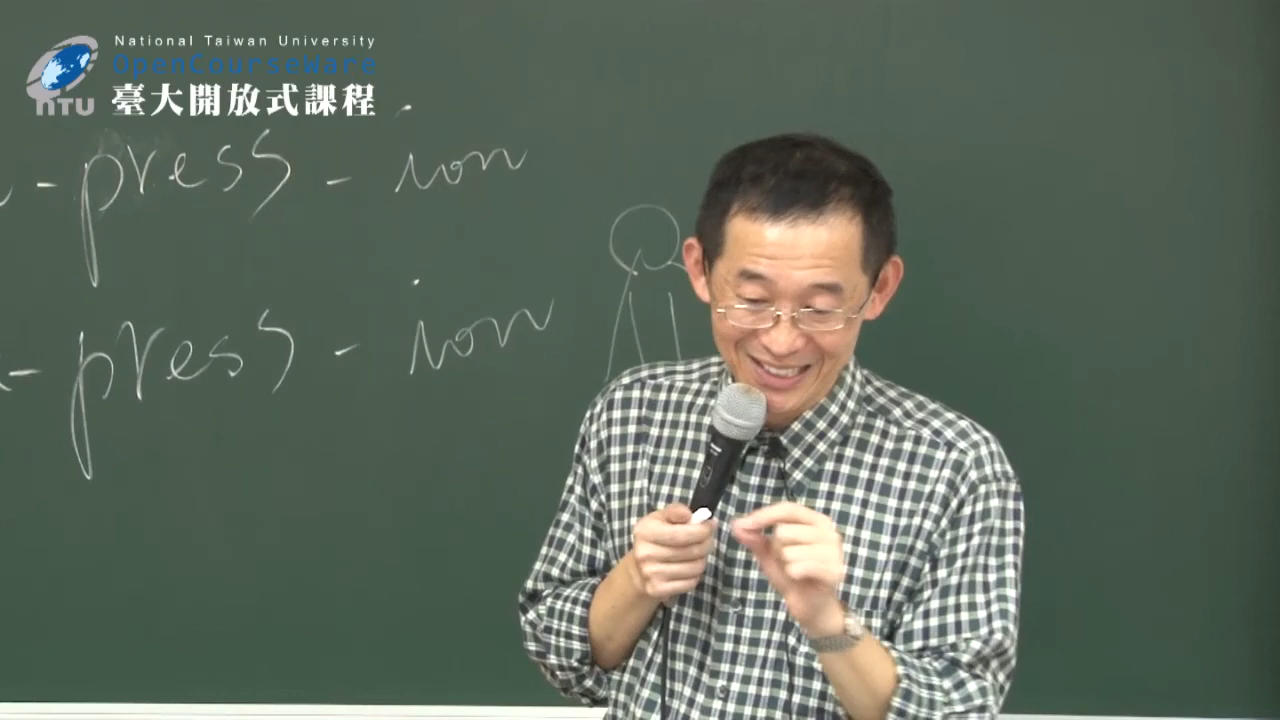 National Taiwan University
OpenCourseWare
NTU 臺大開放式課程
-press-ion
-press-ion